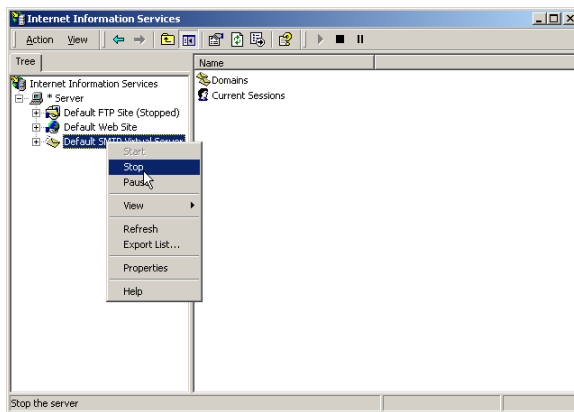 Internet Information Services
Action View
Tree
Name
Internet Information Services
* Server
Default FTP Site (Stopped)
Default Web Site
Default SMTP Virtual Server
Domains
Current Sessions
Start
Stop
Pause
View
Refresh
Export List...
Properties
Help
Stop the server